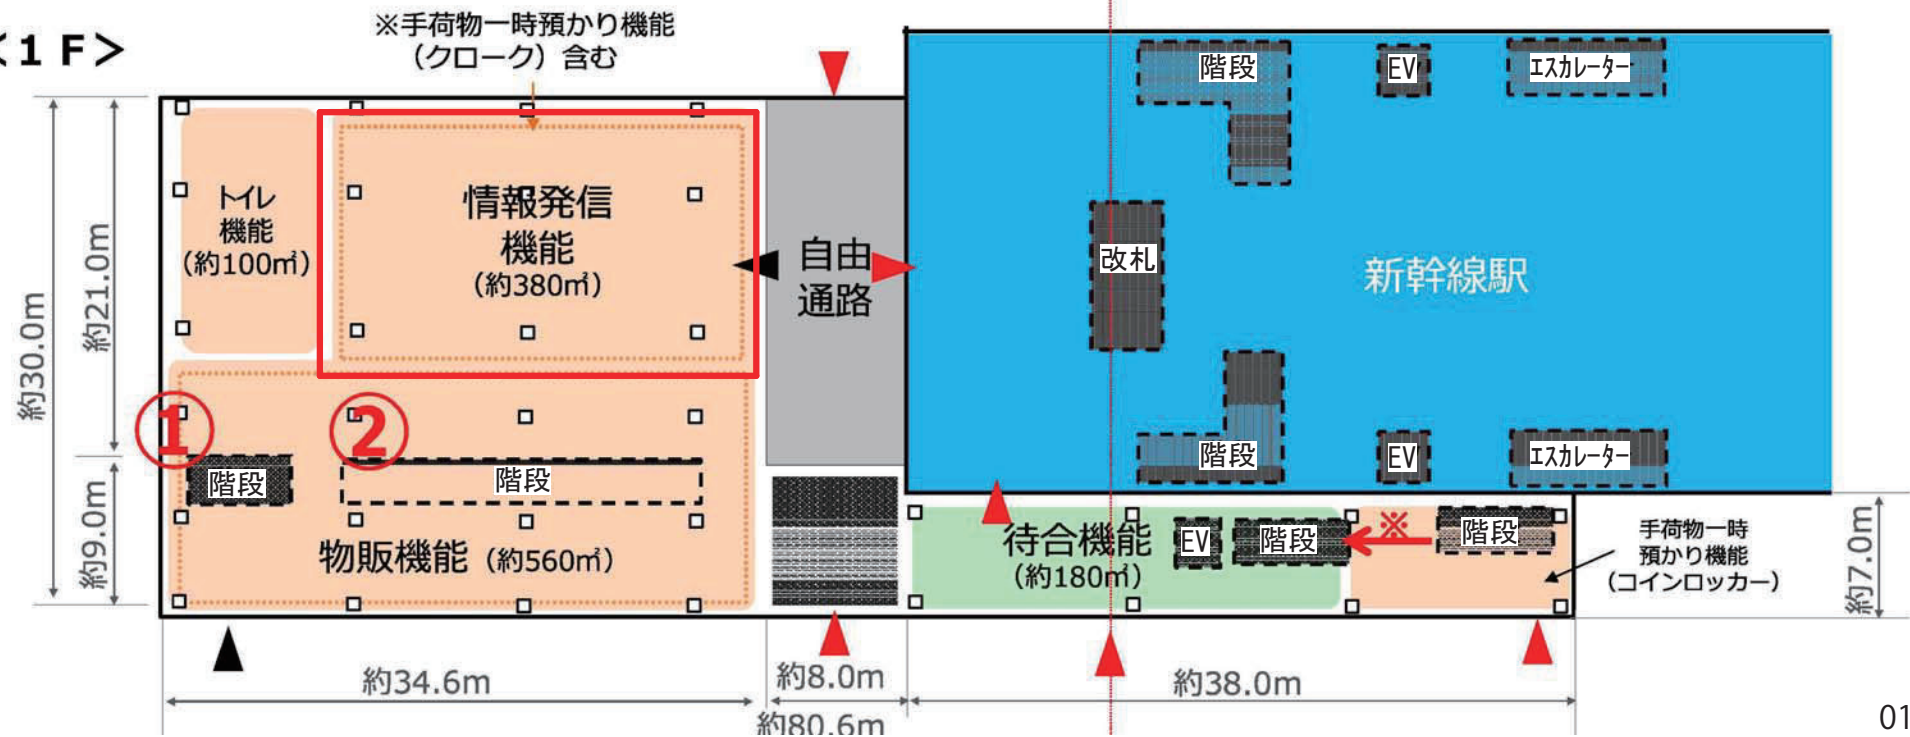 <1F>
※手荷物一時預かり機能
（クローク）含む
階段
EV
エスカレーター
トイレ
機能
（約100㎡）
情報発信
機能
（約380㎡）
自由
通路
改札
新幹線駅
約30.0m
約21.0m
約9.0m
①
②
階段
階段
物販機能（約560㎡）
階段
EV
エスカレーター
待合機能
（約180㎡）
EV
階段
※
階段
手荷物一時
預かり機能
（コインロッカー）
約7.0m
約34.6m
約8.0m
約38.0m
約80.6m
01